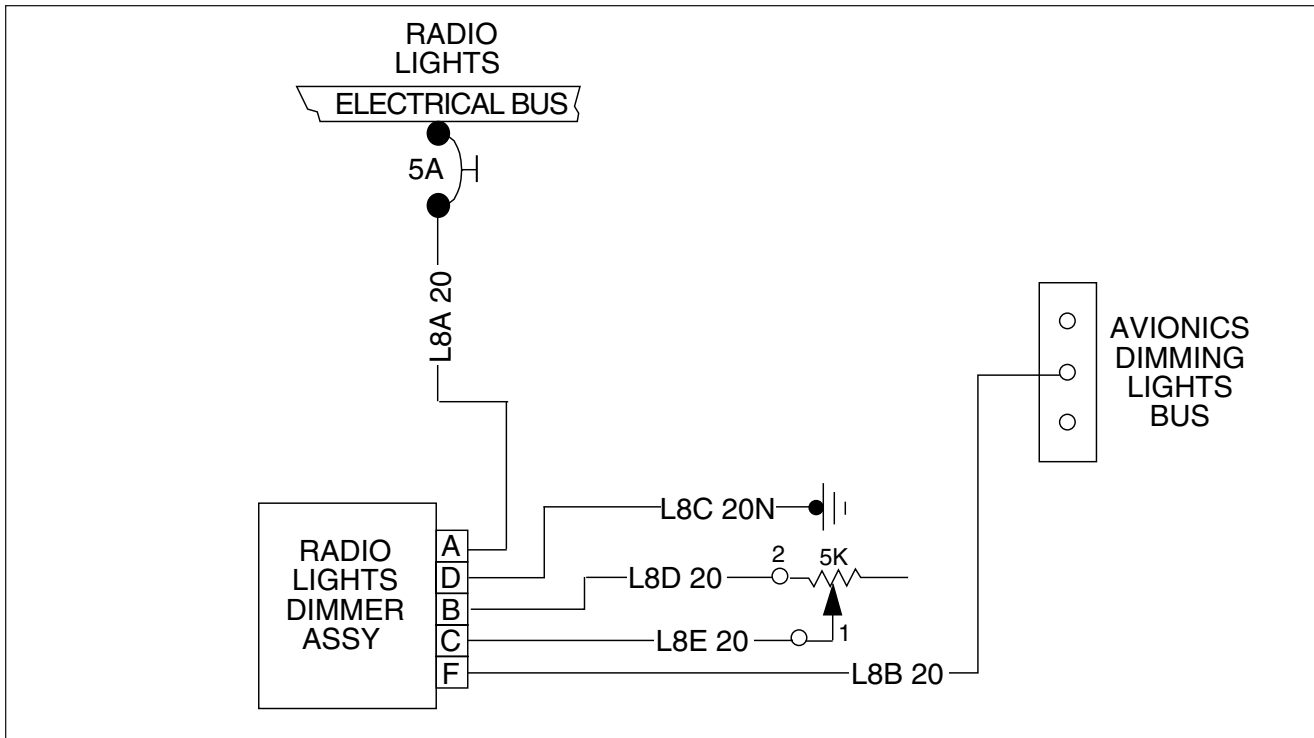 RADIO
LIGHTS
ELECTRICAL BUS
5A
L8A 20
AVIONICS
DIMMING
LIGHTS
BUS
RADIO
LIGHTS
DIMMER
ASSY
A
D
B
C
F
L8C 20N
L8D 20
2
5K
L8E 20
1
L8B 20